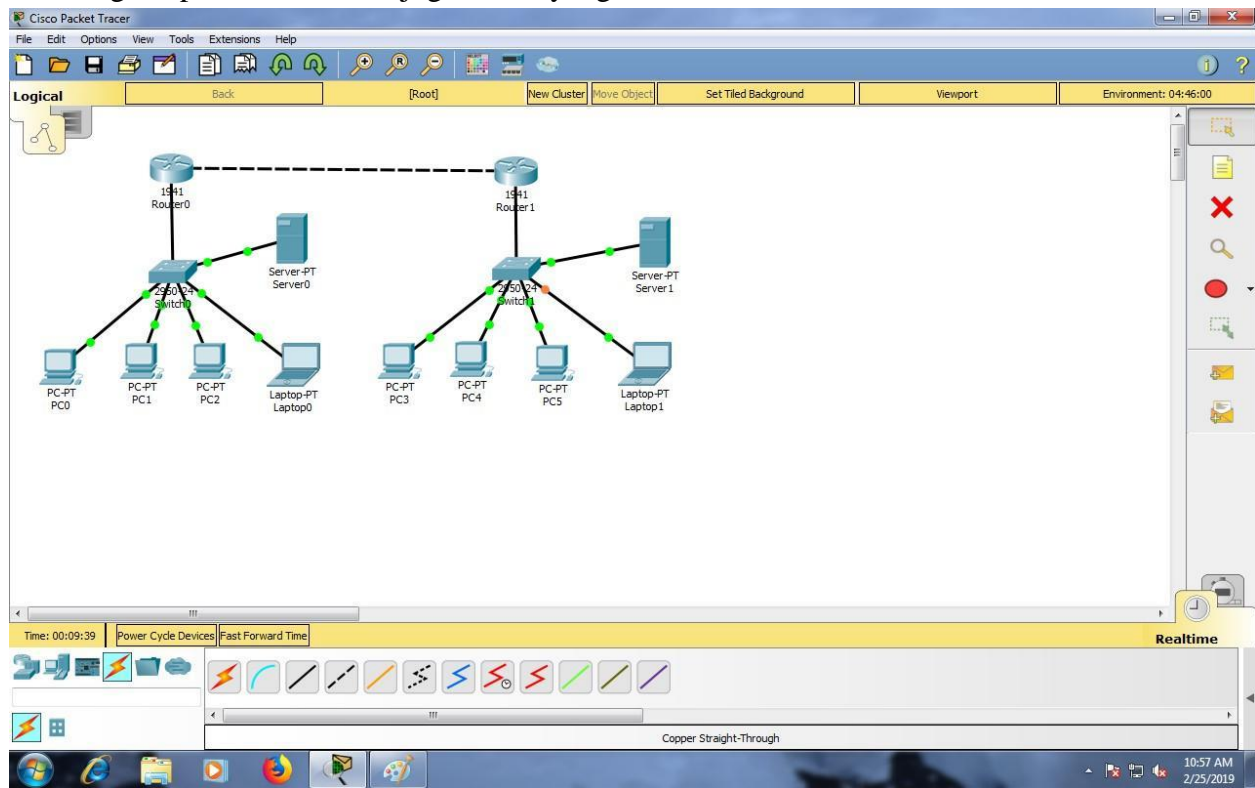 Cisco Packet Tracer
File Edit Options View Tools Extensions Help
Logical Back [Root] New Cluster Move Object Set Tiled Background Viewport Environment: 04:46:00
1941
Router0
1941
Router1
Server-PT
Server0
Server-PT
Server1
2950-24
Switch0
2950-24
Switch1
PC-PT
PC0
PC-PT
PC1
PC-PT
PC2
Laptop-PT
Laptop0
PC-PT
PC3
PC-PT
PC4
PC-PT
PC5
Laptop-PT
Laptop1
Time: 00:09:39 Power Cycle Devices Fast Forward Time Realtime
Copper Straight-Through
10:57 AM
2/25/2019